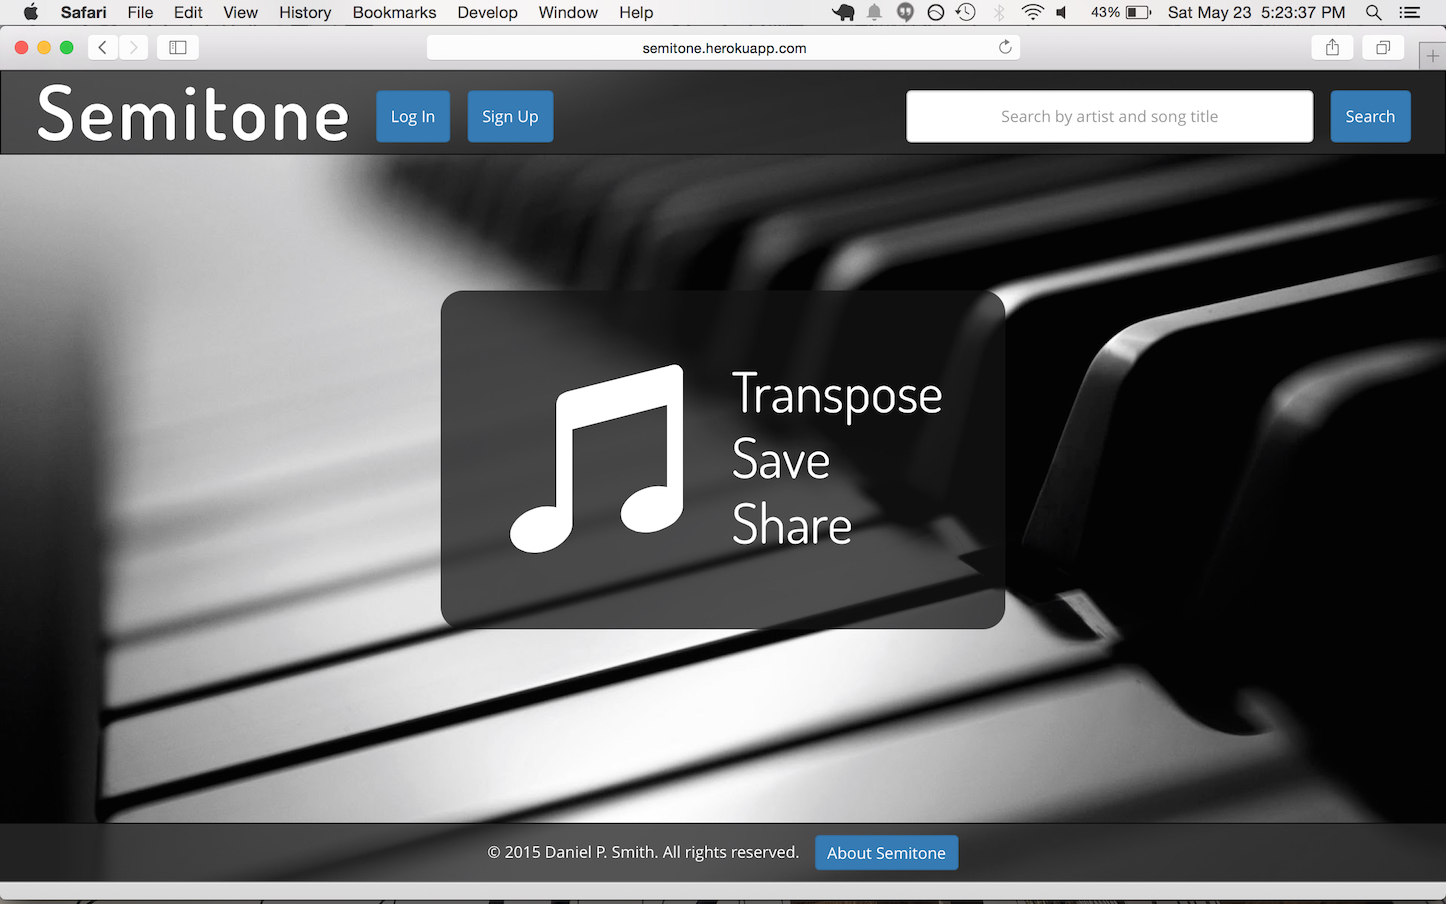 Safari File Edit View History Bookmarks Develop Window Help 43% Sat May 23 5:23:37 PM
semitone.herokuapp.com
Semitone Log In Sign Up Search by artist and song title Search
Transpose
Save
Share
© 2015 Daniel P. Smith. All rights reserved. About Semitone